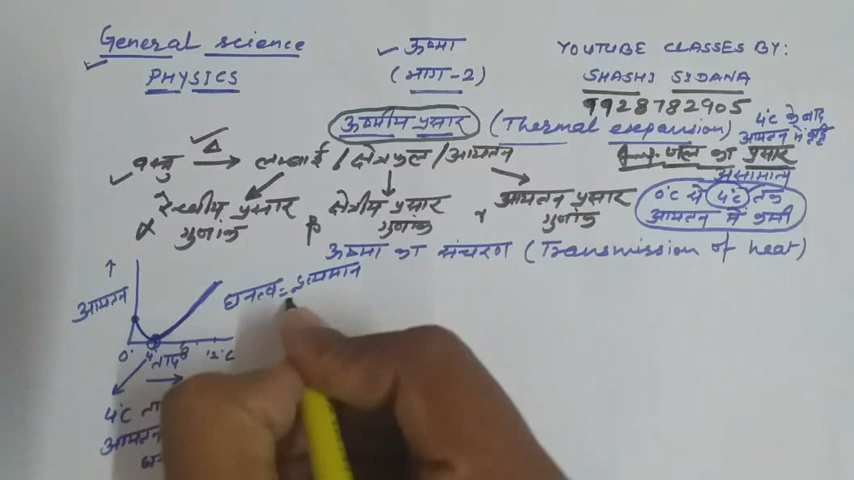 General science
PHYSICS
ऊष्मा
(भाग-2)
YOUTUBE CLASSES BY:
SHASHI SIDANA
9928782905
ऊष्मीय प्रसार (Thermal expansion)
4°C के बाद
आयतन में वृद्धि
वस्तु Δ→ लम्बाई / क्षेत्रफल / आयतन
जल का प्रसार
असामान्य
0°C से 4°C तक
आयतन में कमी
रेखीय प्रसार गुणांक α
क्षेत्रीय प्रसार गुणांक β
आयतन प्रसार गुणांक γ
ऊष्मा का संचरण (Transmission of heat)
आयतन
घनत्व = द्रव्यमान
0° 4° 8° 12°C
ताप
4°C
आयतन